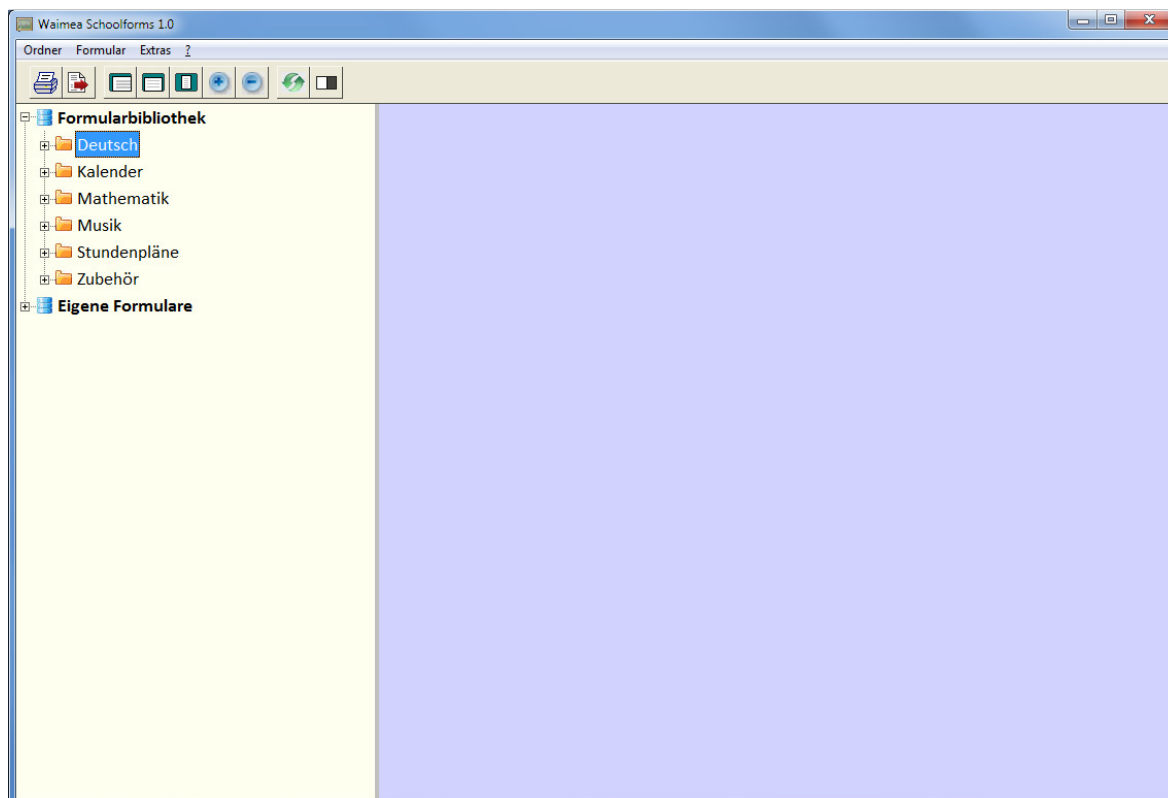 Waimea Schoolforms 1.0
Ordner Formular Extras ?
Formularbibliothek
Deutsch
Kalender
Mathematik
Musik
Stundenpläne
Zubehör
Eigene Formulare